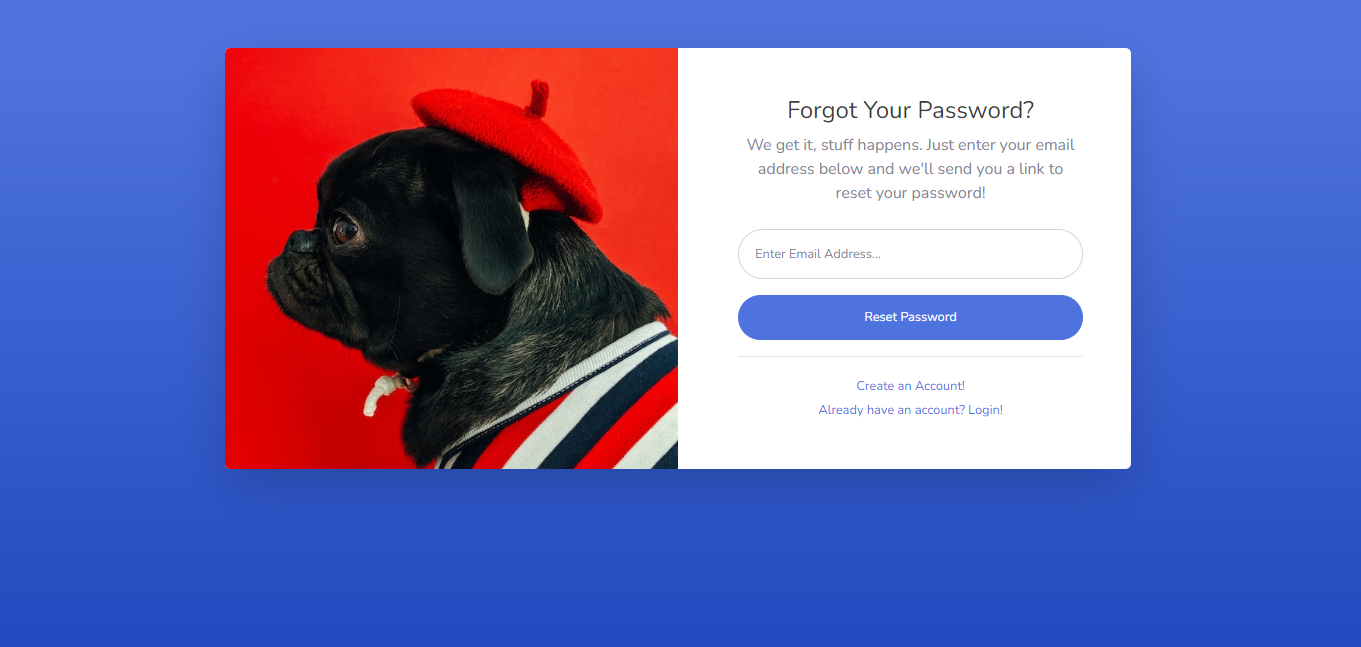 Forgot Your Password?
We get it, stuff happens. Just enter your email
address below and we'll send you a link to
reset your password!
Enter Email Address...
Reset Password
Create an Account!
Already have an account? Login!